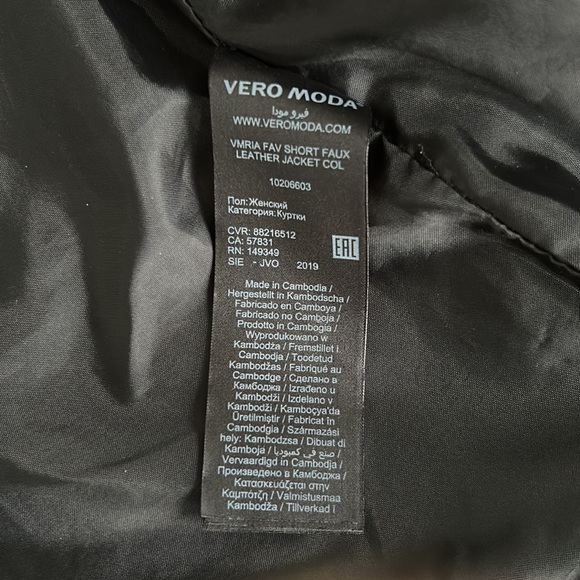 VERO MODA
فيرو مودا
WWW.VEROMODA.COM
VMRIA FAV SHORT FAUX
LEATHER JACKET COL
10206603
Пол:Женский
Категория:Куртки
CVR: 88216512
CA: 57831
RN: 149349
SIE - JVO 2019
EAC
Made in Cambodia /
Hergestellt in Kambodscha /
Fabricado en Camboya /
Fabricado no Camboja /
Prodotto in Cambogia /
Wyprodukowano w
Kambodża / Fremstillet i
Cambodja / Toodetud
Kambodžas / Fabriqué au
Cambodge / Сделано в
Камбоджа / Izrađeno u
Kambodži / Izdelano v
Kambodži / Kamboçya'da
Üretilmiştir / Fabricat în
Cambodgia / Származási
hely: Kambodzsa / Dibuat di
Kamboja / صنع في كمبوديا /
Vervaardigd in Cambodja /
Произведено в Камбоджа /
Κατασκευάζεται στην
Καμπότζη / Valmistusmaa
Kambodža / Tillverkad i